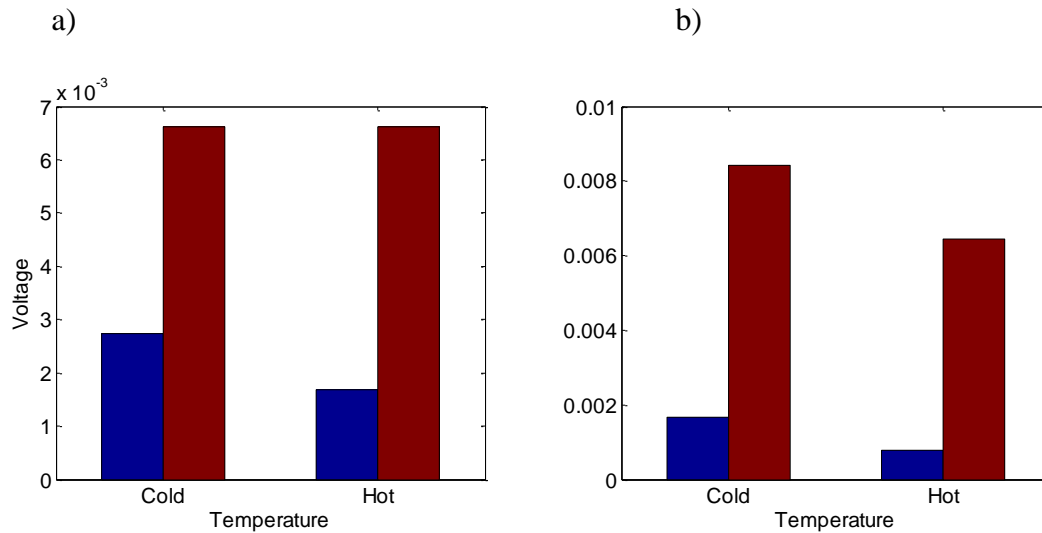 a)
b)
x 10⁻³
7
6
5
4
3
2
1
0
Voltage
Cold
Hot
Temperature
0.01
0.008
0.006
0.004
0.002
0
Cold
Hot
Temperature